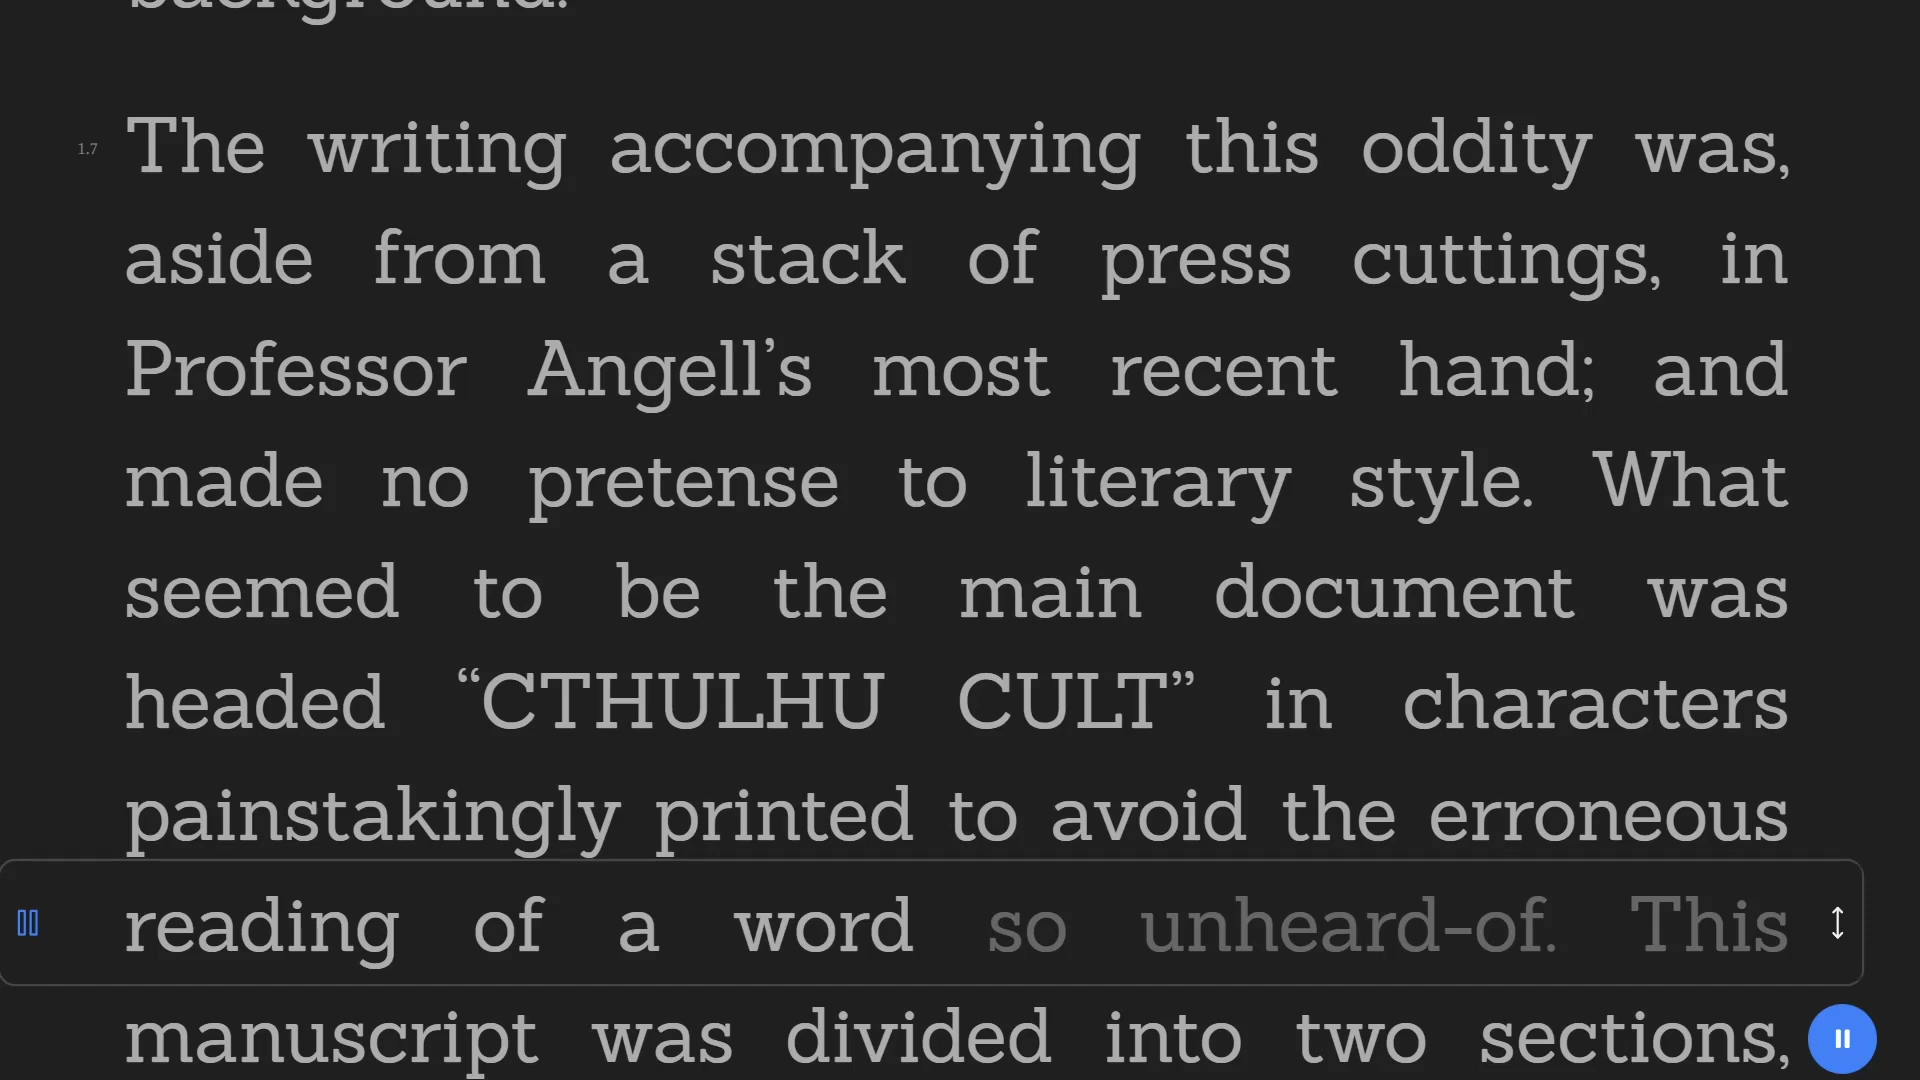 background.
1.7
The writing accompanying this oddity was,
aside from a stack of press cuttings, in
Professor Angell’s most recent hand; and
made no pretense to literary style. What
seemed to be the main document was
headed “CTHULHU CULT” in characters
painstakingly printed to avoid the erroneous
reading of a word so unheard-of. This
manuscript was divided into two sections,